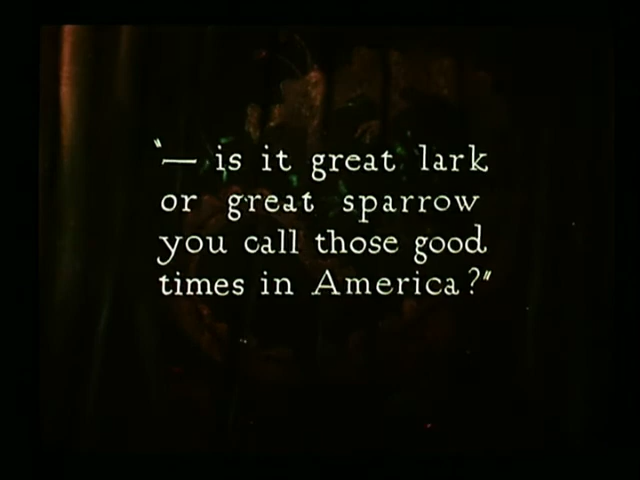 "— is it great lark
or great sparrow
you call those good
times in America?"